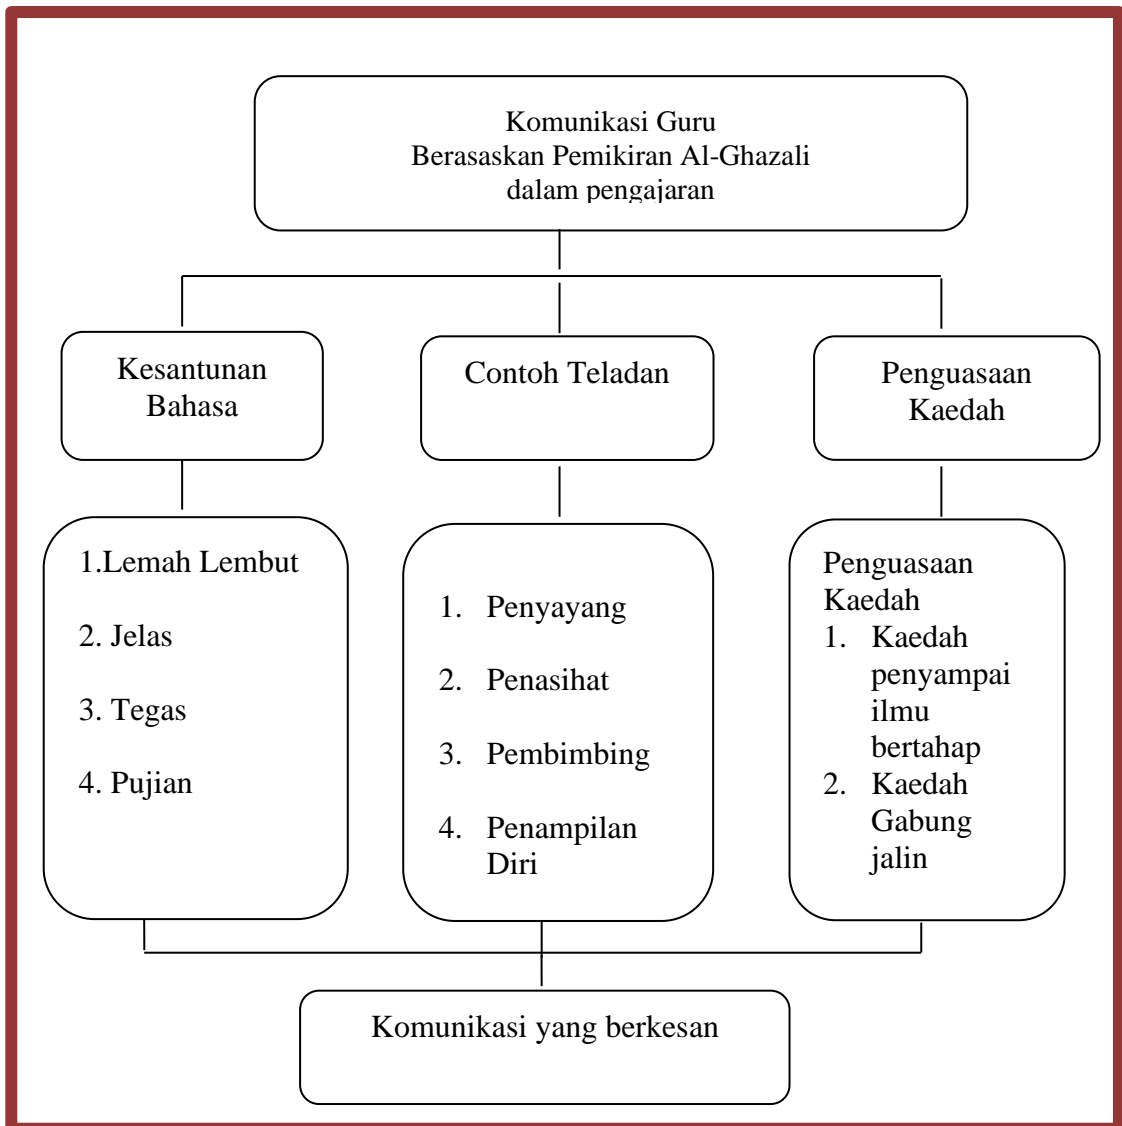 Komunikasi Guru
Berasaskan Pemikiran Al-Ghazali
dalam pengajaran
Kesantunan
Bahasa
Contoh Teladan
Penguasaan
Kaedah
1.Lemah Lembut
2. Jelas
3. Tegas
4. Pujian
1. Penyayang
2. Penasihat
3. Pembimbing
4. Penampilan
Diri
Penguasaan
Kaedah
1. Kaedah
penyampai
ilmu
bertahap
2. Kaedah
Gabung
jalin
Komunikasi yang berkesan